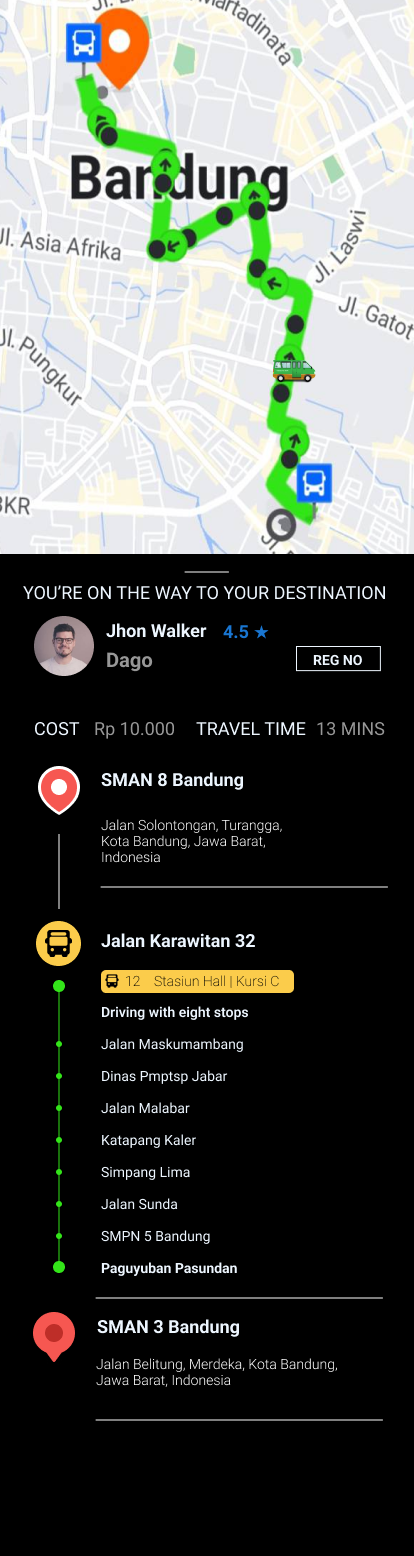 Jl. L
Martadinata
Bandung
Jl. Asia Afrika
Jl. Laswi
Jl. Gatot
Jl. Pungkur
BKR
YOU'RE ON THE WAY TO YOUR DESTINATION
Jhon Walker 4.5 ★
Dago
REG NO
COST Rp 10.000 TRAVEL TIME 13 MINS
SMAN 8 Bandung
Jalan Solontongan, Turangga,
Kota Bandung, Jawa Barat,
Indonesia
Jalan Karawitan 32
12 Stasiun Hall | Kursi C
Driving with eight stops
Jalan Maskumambang
Dinas Pmptsp Jabar
Jalan Malabar
Katapang Kaler
Simpang Lima
Jalan Sunda
SMPN 5 Bandung
Paguyuban Pasundan
SMAN 3 Bandung
Jalan Belitung, Merdeka, Kota Bandung,
Jawa Barat, Indonesia